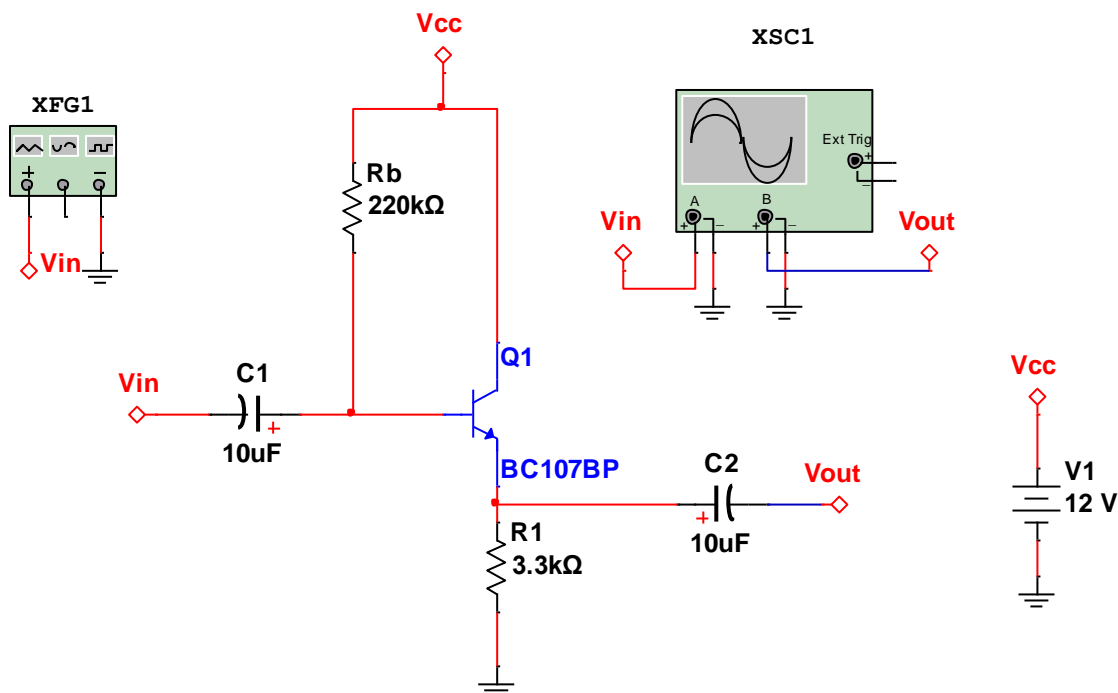 Vcc
XSC1
XFG1
Ext Trig
+
_
+
_
A
B
+
_
+
_
Rb
220kΩ
Vin
Vout
Vin
Q1
C1
Vin
Vcc
+
10uF
BC107BP
C2
Vout
V1
12 V
+
10uF
R1
3.3kΩ